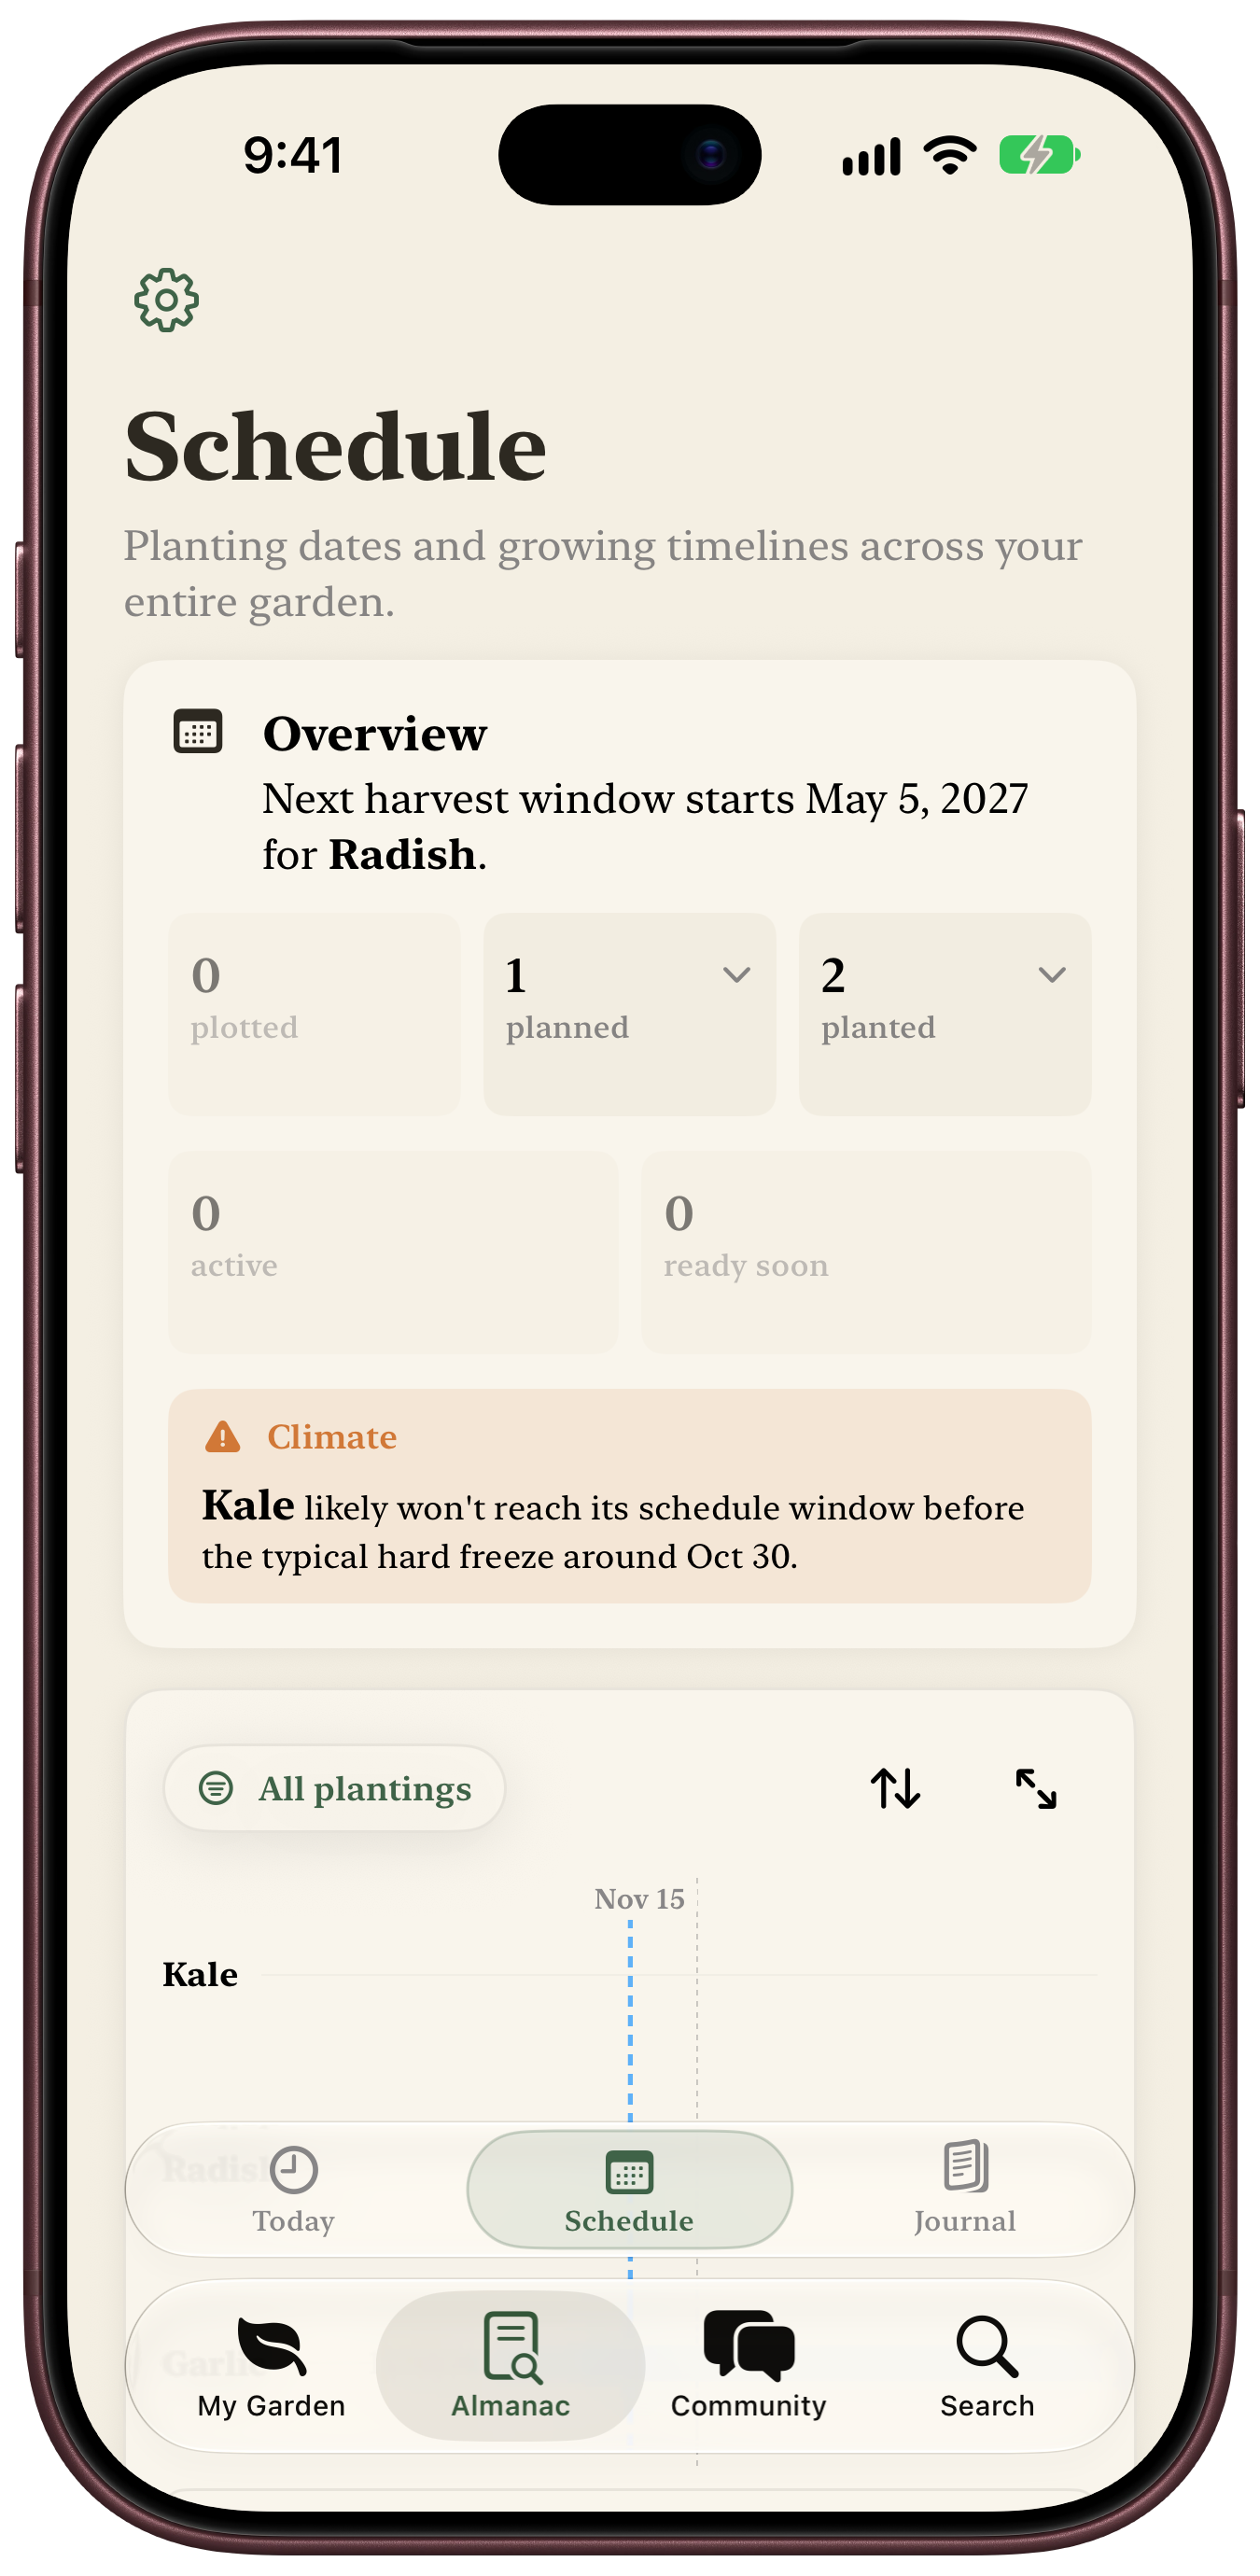 9:41
Schedule
Planting dates and growing timelines across your
entire garden.
Overview
Next harvest window starts May 5, 2027
for Radish.
0
plotted
1
planned
2
planted
0
active
0
ready soon
Climate
Kale likely won't reach its schedule window before
the typical hard freeze around Oct 30.
All plantings
Nov 15
Kale
Radish
Today
Schedule
Journal
Garlic
My Garden
Almanac
Community
Search